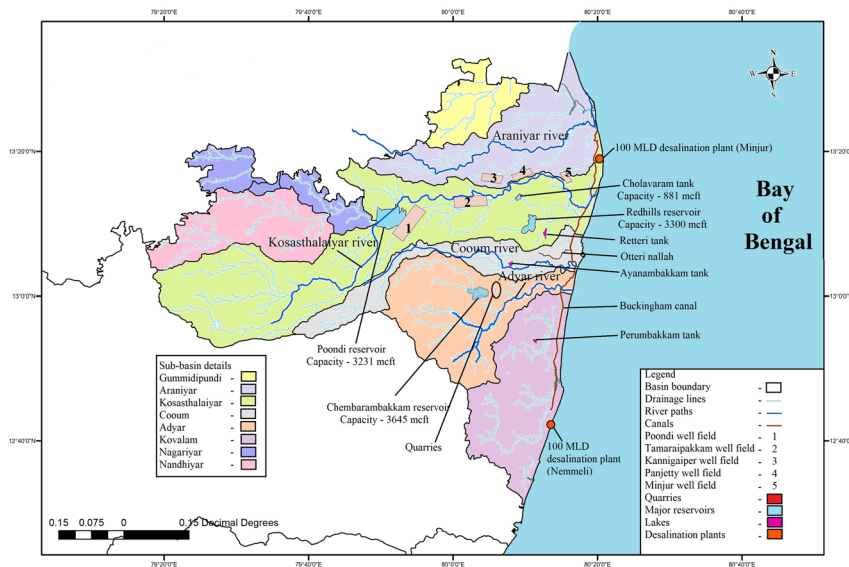 79°20'0"E 79°40'0"E 80°0'0"E 80°20'0"E 80°40'0"E
N
W E
S
13°20'0"N 13°20'0"N
13°0'0"N 13°0'0"N
12°40'0"N 12°40'0"N
Araniyar river
100 MLD desalination plant (Minjur)
3 4 5
2
1
Cholavaram tank
Capacity - 881 mcft
Redhills reservoir
Capacity - 3300 mcft
Bay
of
Bengal
Kosasthalaiyar river
Cooum river
Retteri tank
Otteri nallah
Adyar river
Ayanambakkam tank
Buckingham canal
Perumbakkam tank
Poondi reservoir
Capacity - 3231 mcft
Chembarambakkam reservoir
Capacity - 3645 mcft
Quarries
100 MLD
desalination plant
(Nemmeli)
Sub-basin details
Gummidipundi -
Araniyar -
Kosasthalaiyar -
Cooum -
Adyar -
Kovalam -
Nagariyar -
Nandhiyar -
Legend
Basin boundary -
Drainage lines -
River paths -
Canals -
Poondi well field - 1
Tamaraipakkam well field - 2
Kannigaiper well field - 3
Panjetty well field - 4
Minjur well field - 5
Quarries -
Major reservoirs -
Lakes -
Desalination plants -
0.15 0.075 0 0.15 Decimal Degrees
79°20'0"E 79°40'0"E 80°0'0"E 80°20'0"E 80°40'0"E